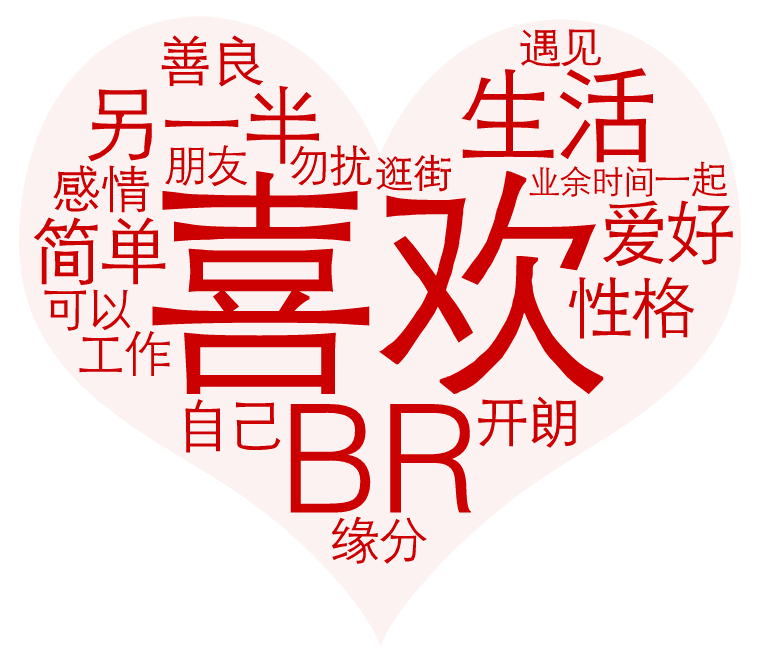 遇见
善良
生活
另一半
朋友
勿扰
逛街
业余时间
一起
感情
喜欢
爱好
简单
性格
可以
工作
自己
BR
开朗
缘分